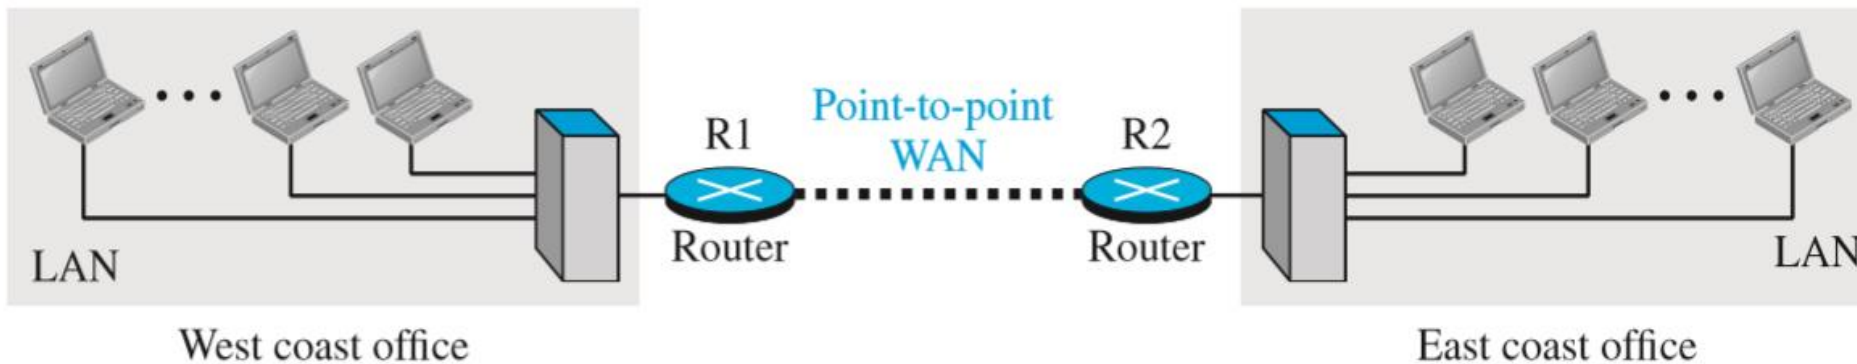 Point-to-point
WAN
R1
R2
Router
Router
LAN
LAN
West coast office
East coast office